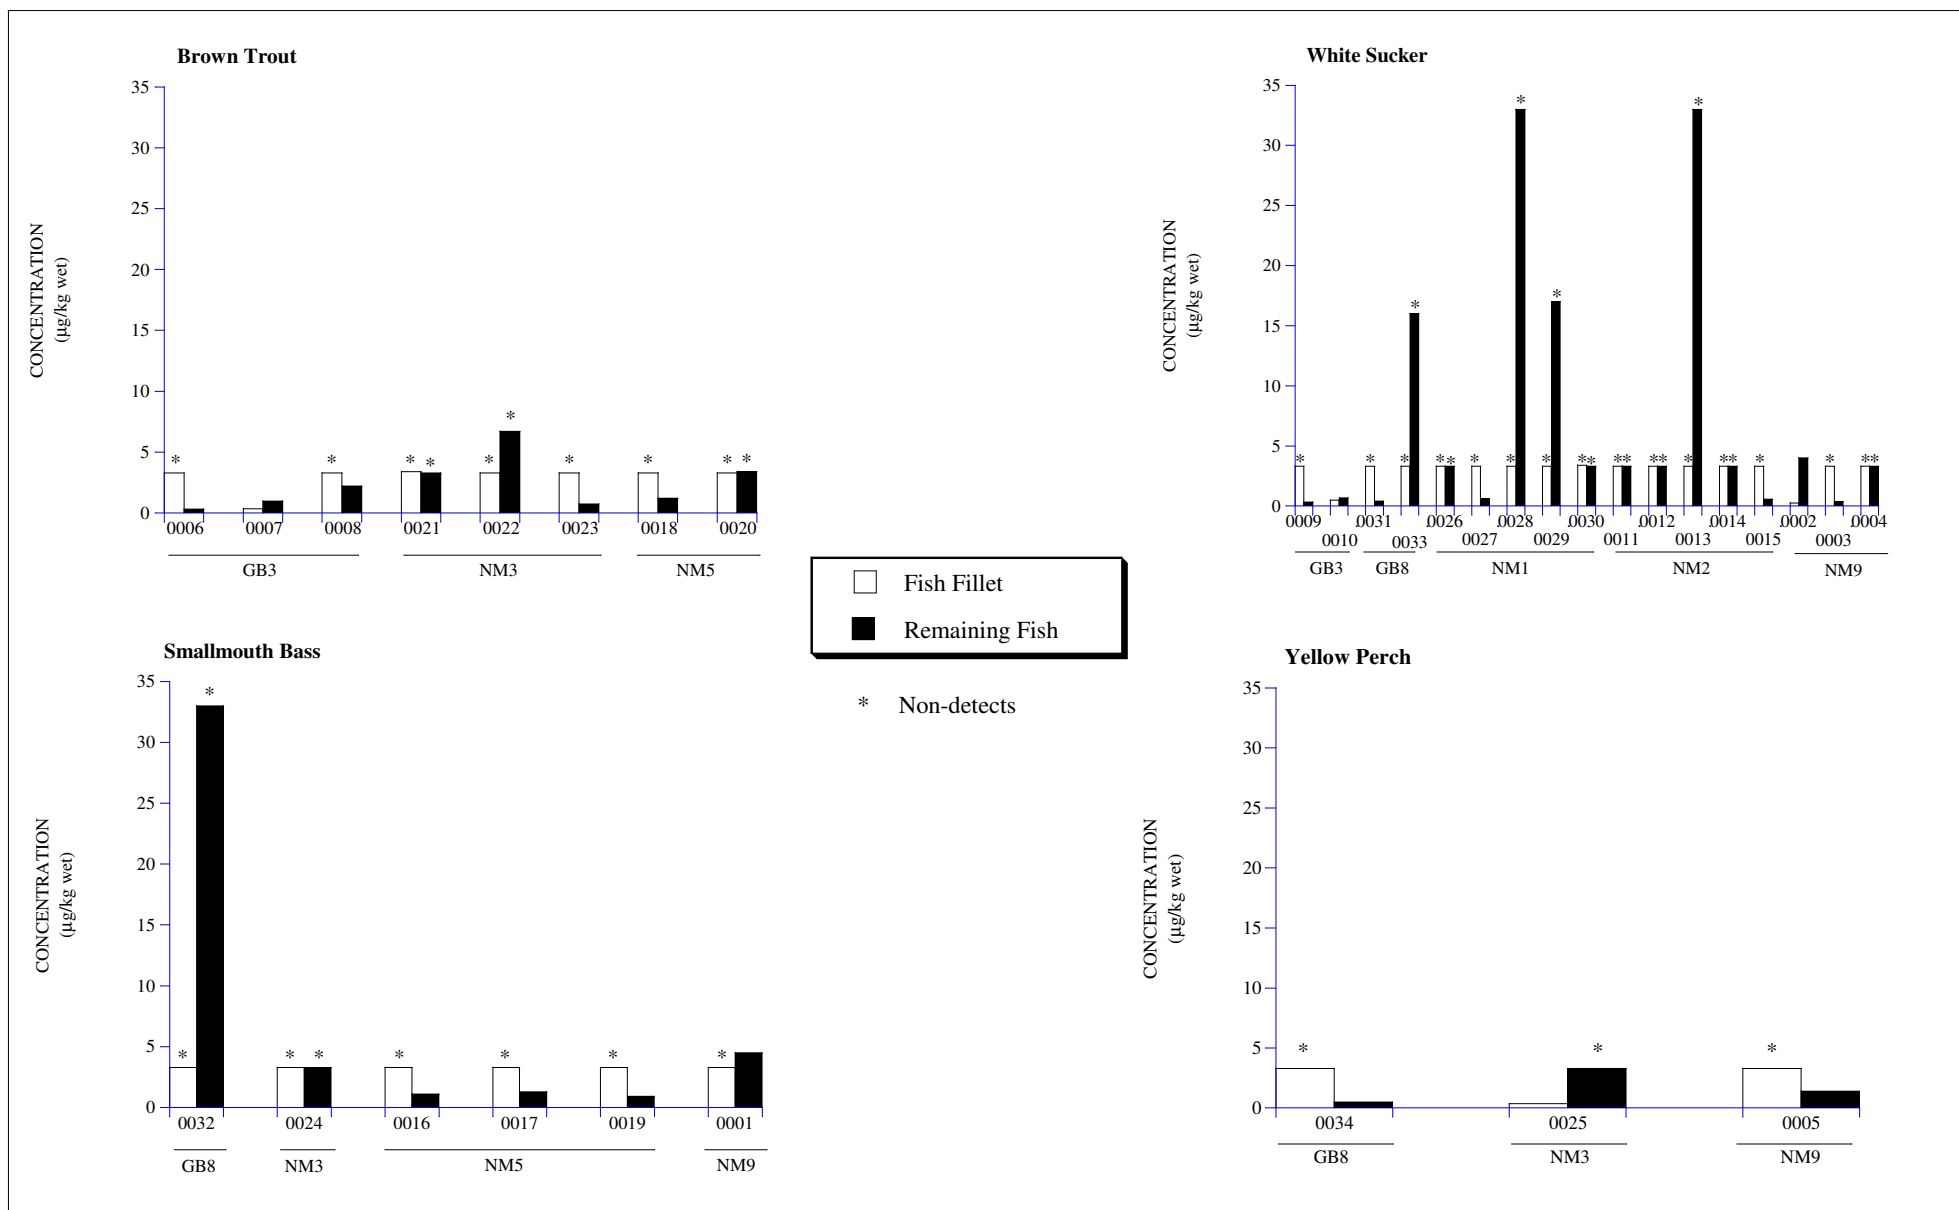 Brown Trout
35
30
25
20
15
10
5
0
CONCENTRATION
(µg/kg wet)
* * * * * * * * * *
0006 0007 0008 0021 0022 0023 0018 0020
GB3 NM3 NM5
White Sucker
35
30
25
20
15
10
5
0
CONCENTRATION
(µg/kg wet)
* * * * * * * * * * * * * * * * * * * * * * * *
0009 0031 0026 0028 0030 0012 0014 0002 0004
0010 0033 0027 0029 0011 0013 0015 0003
GB3 GB8 NM1 NM2 NM9
Fish Fillet
Remaining Fish
* Non-detects
Smallmouth Bass
35
30
25
20
15
10
5
0
CONCENTRATION
(µg/kg wet)
* * * * * * * *
0032 0024 0016 0017 0019 0001
GB8 NM3 NM5 NM9
Yellow Perch
35
30
25
20
15
10
5
0
CONCENTRATION
(µg/kg wet)
* * *
0034 0025 0005
GB8 NM3 NM9